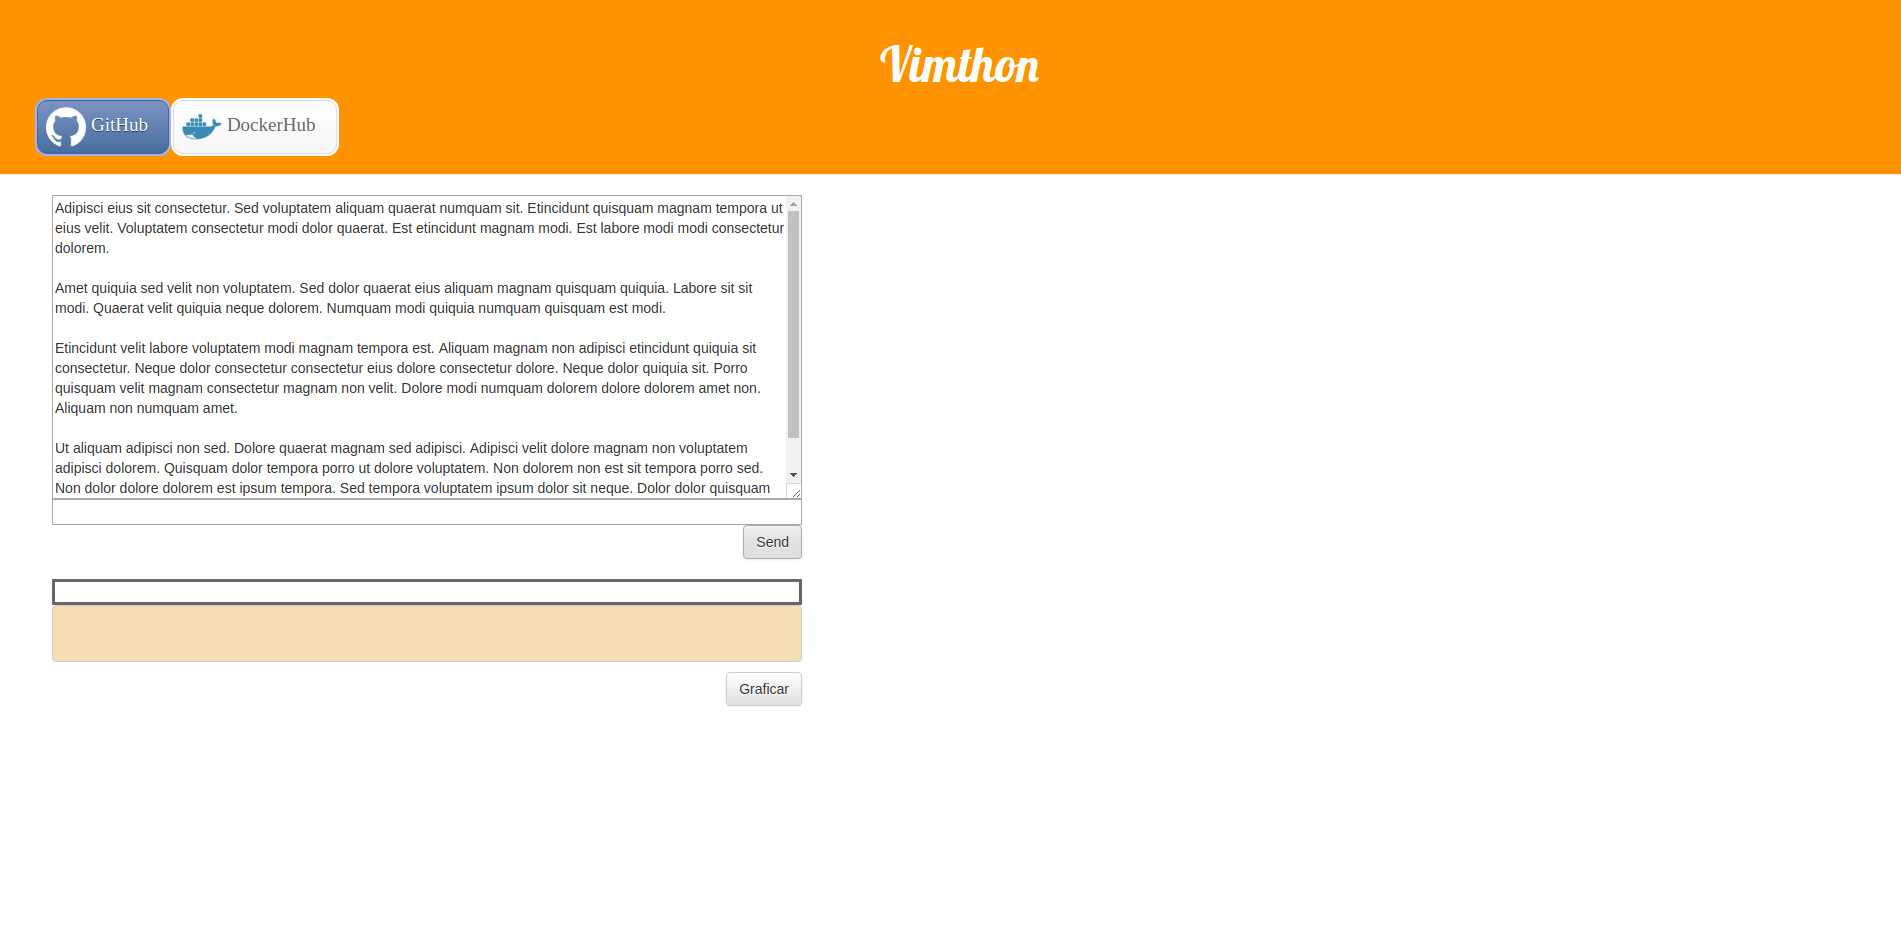 Vimthon
GitHub
DockerHub
Adipisci eius sit consectetur. Sed voluptatem aliquam quaerat numquam sit. Etincidunt quisquam magnam tempora ut
eius velit. Voluptatem consectetur modi dolor quaerat. Est etincidunt magnam modi. Est labore modi modi consectetur
dolorem.
Amet quiquia sed velit non voluptatem. Sed dolor quaerat eius aliquam magnam quisquam quiquia. Labore sit sit
modi. Quaerat velit quiquia neque dolorem. Numquam modi quiquia numquam quisquam est modi.
Etincidunt velit labore voluptatem modi magnam tempora est. Aliquam magnam non adipisci etincidunt quiquia sit
consectetur. Neque dolor consectetur consectetur eius dolore consectetur dolore. Neque dolor quiquia sit. Porro
quisquam velit magnam consectetur magnam non velit. Dolore modi numquam dolorem dolore dolorem amet non.
Aliquam non numquam amet.
Ut aliquam adipisci non sed. Dolore quaerat magnam sed adipisci. Adipisci velit dolore magnam non voluptatem
adipisci dolorem. Quisquam dolor tempora porro ut dolore voluptatem. Non dolorem non est sit tempora porro sed.
Non dolor dolore dolorem est ipsum tempora. Sed tempora voluptatem ipsum dolor sit neque. Dolor dolor quisquam
Send
Graficar